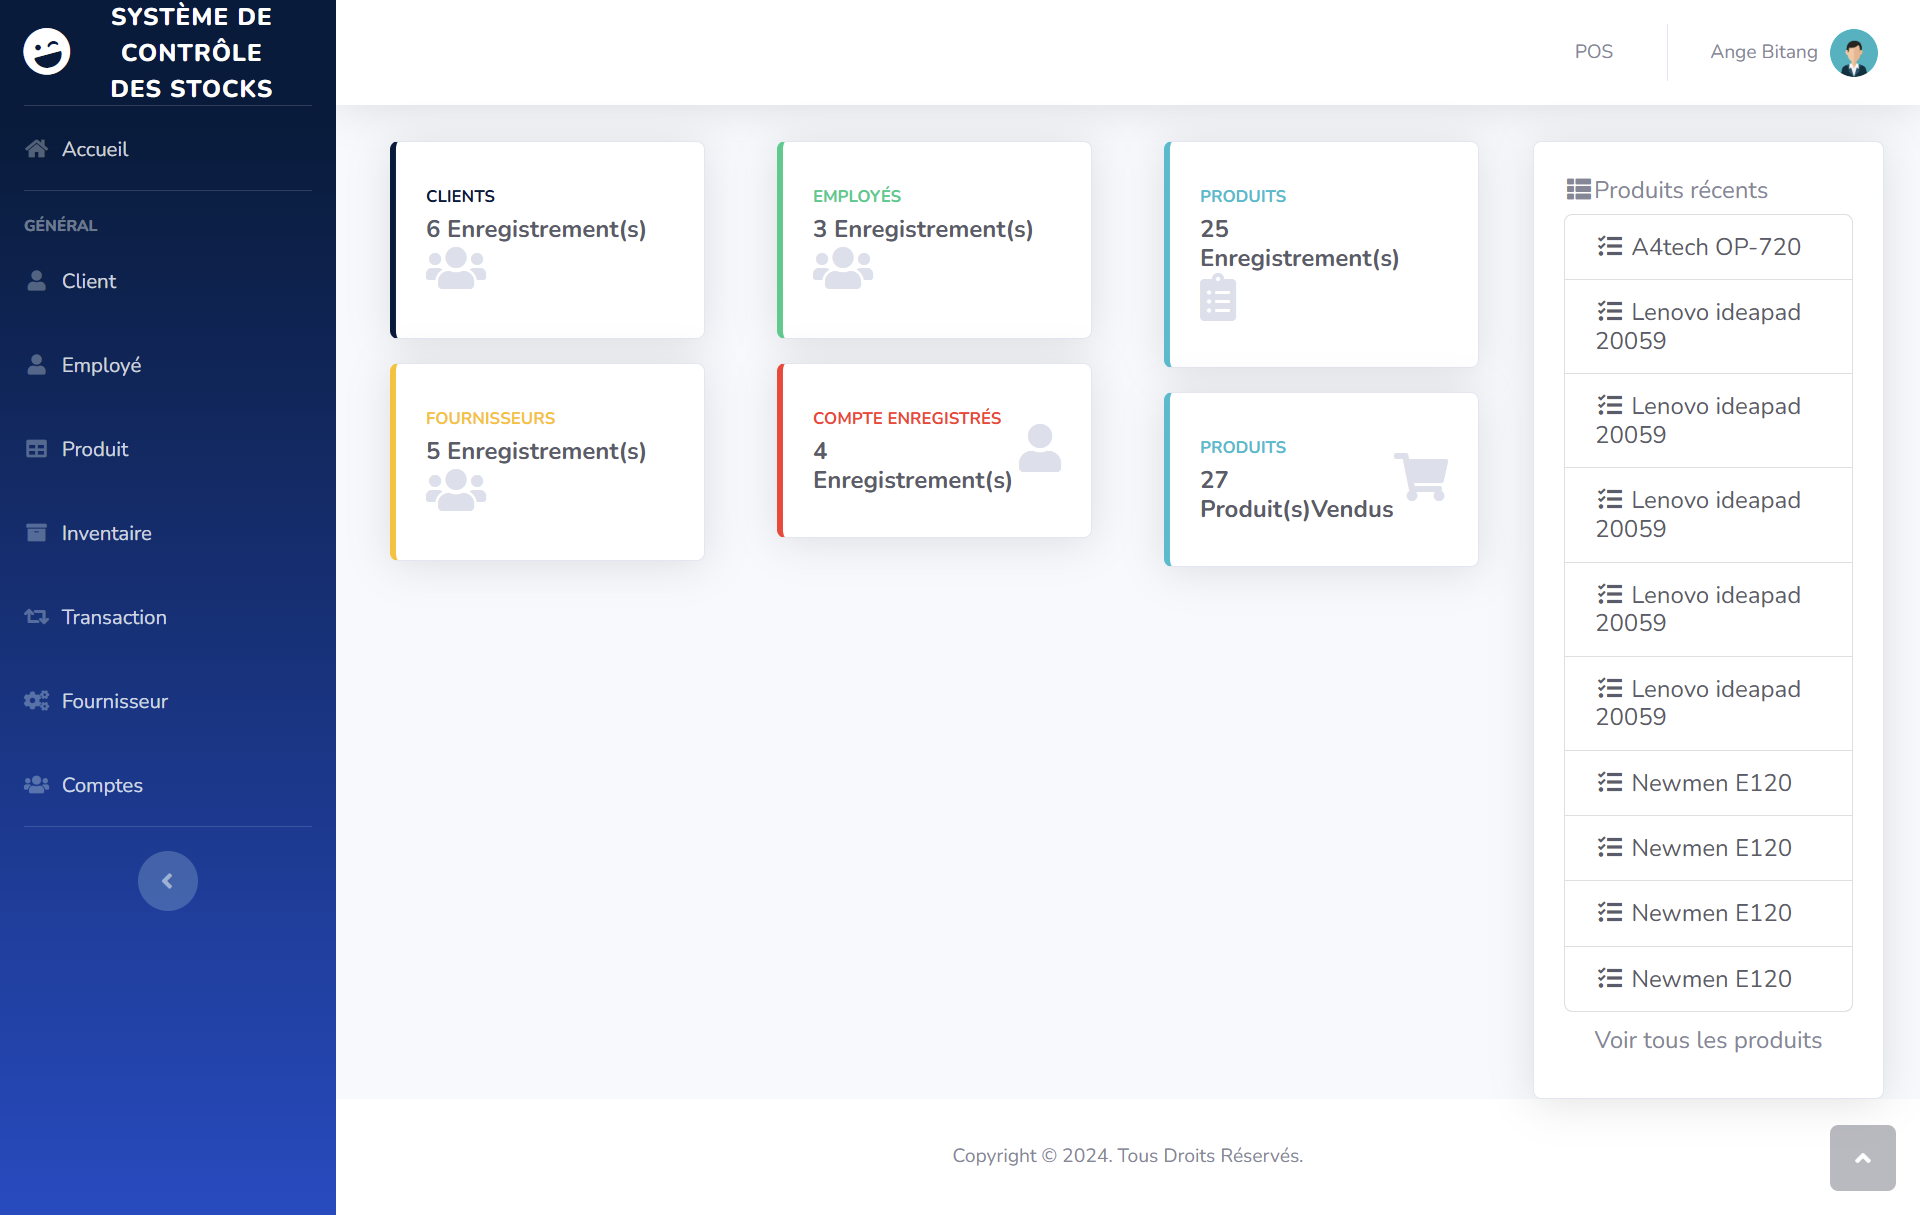 SYSTÈME DE
CONTRÔLE
DES STOCKS
Accueil
GÉNÉRAL
Client
Employé
Produit
Inventaire
Transaction
Fournisseur
Comptes
POS
Ange Bitang
CLIENTS
6 Enregistrement(s)
FOURNISSEURS
5 Enregistrement(s)
EMPLOYÉS
3 Enregistrement(s)
COMPTE ENREGISTRÉS
4
Enregistrement(s)
PRODUITS
25
Enregistrement(s)
PRODUITS
27
Produit(s)Vendus
Produits récents
A4tech OP-720
Lenovo ideapad
20059
Lenovo ideapad
20059
Lenovo ideapad
20059
Lenovo ideapad
20059
Lenovo ideapad
20059
Newmen E120
Newmen E120
Newmen E120
Newmen E120
Voir tous les produits
Copyright © 2024. Tous Droits Réservés.